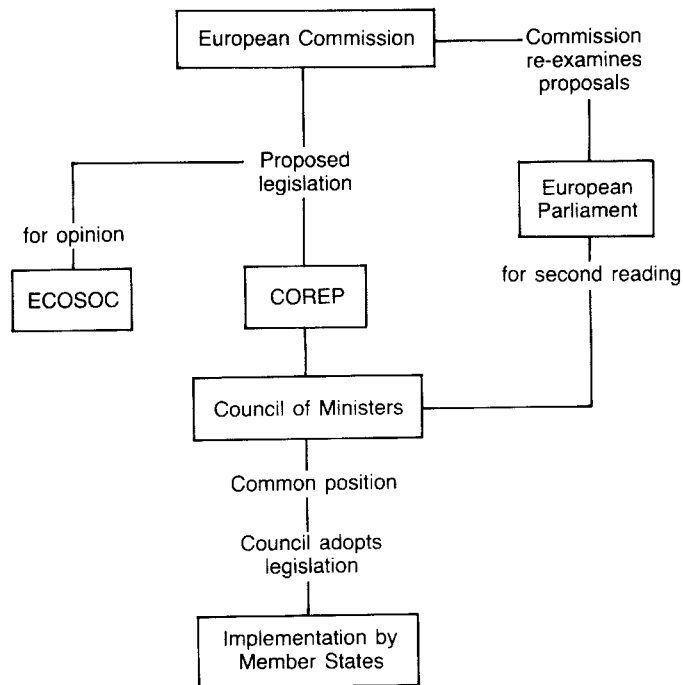 European Commission
Commission
re-examines
proposals
Proposed
legislation
European
Parliament
for opinion
for second reading
ECOSOC
COREP
Council of Ministers
Common position
Council adopts
legislation
Implementation by
Member States